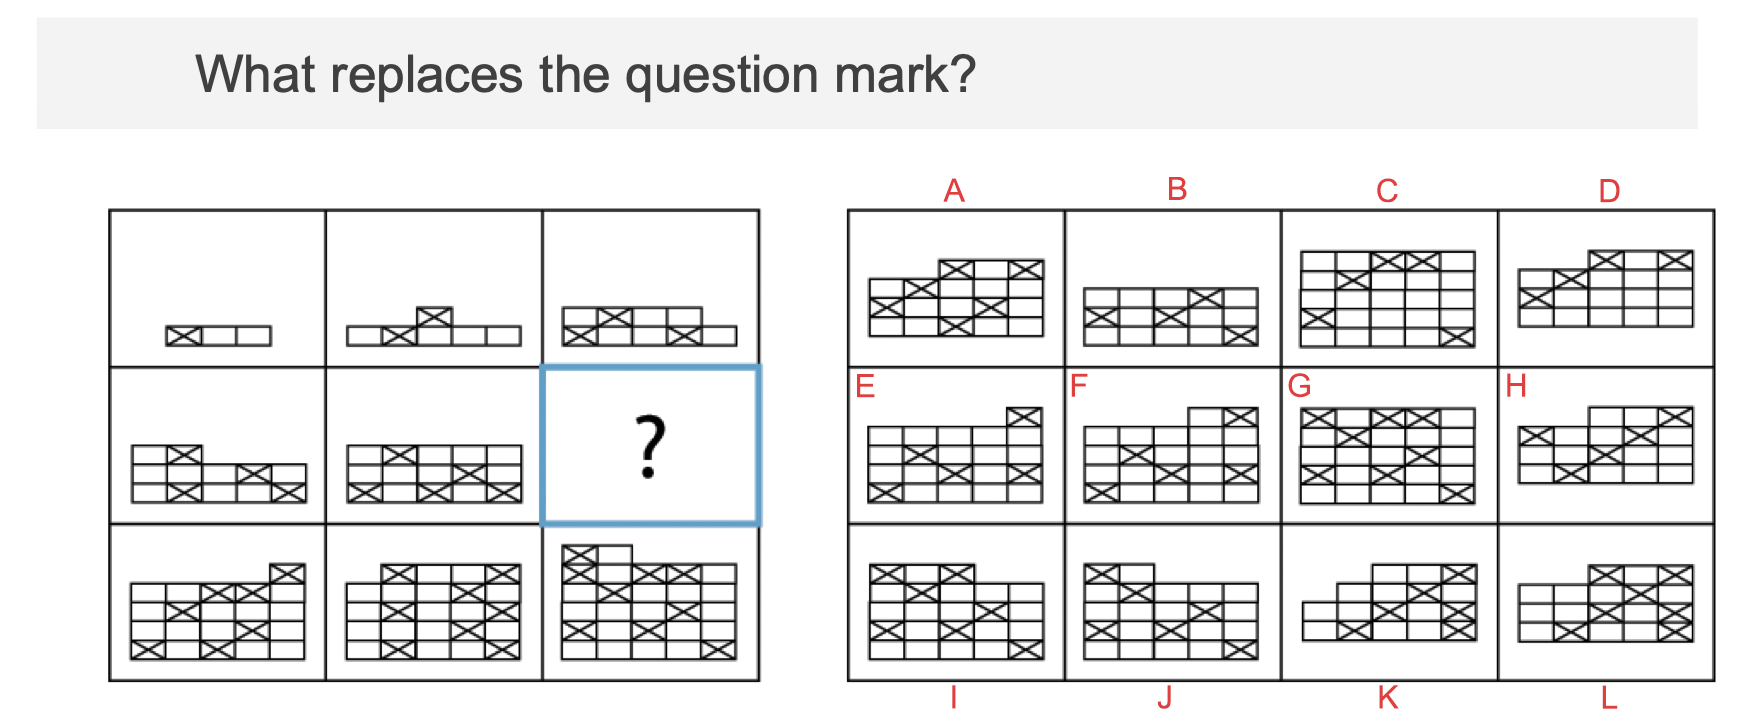 What replaces the question mark?
A B C D
?
E F G H
I J K L